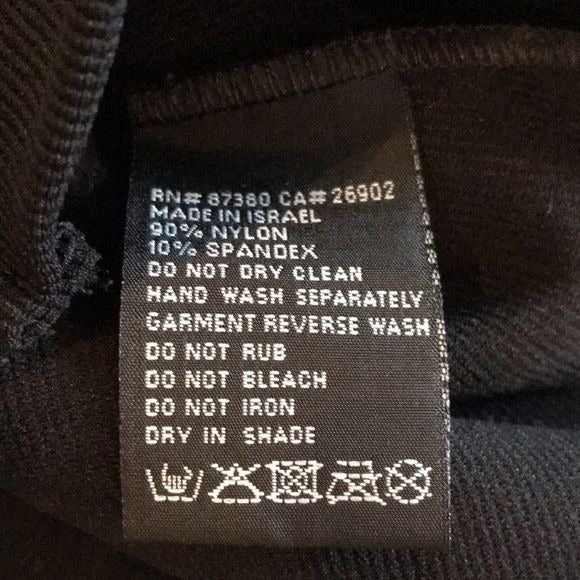 RN# 87380 CA# 26902
MADE IN ISRAEL
90% NYLON
10% SPANDEX
DO NOT DRY CLEAN
HAND WASH SEPARATELY
GARMENT REVERSE WASH
DO NOT RUB
DO NOT BLEACH
DO NOT IRON
DRY IN SHADE